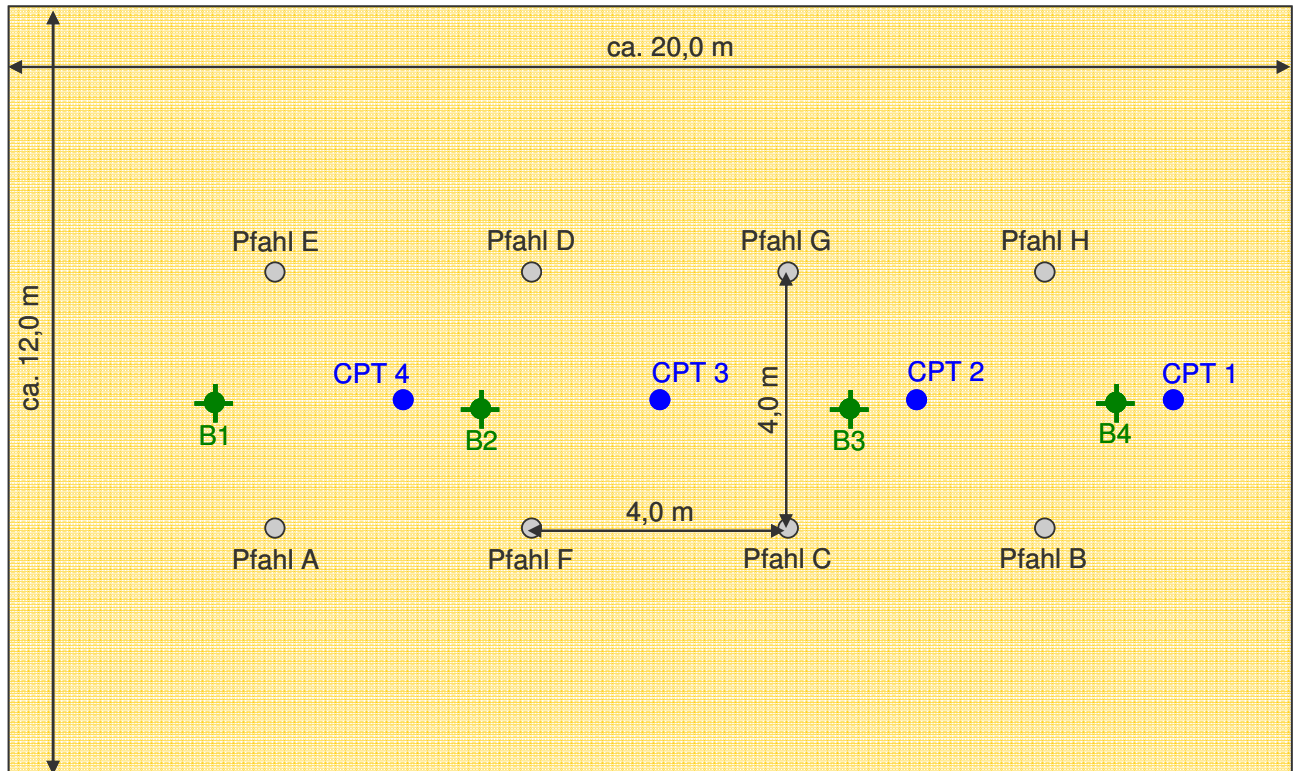 ca. 20,0 m
Pfahl E
Pfahl D
Pfahl G
Pfahl H
ca. 12,0 m
CPT 4
CPT 3
4,0 m
CPT 2
CPT 1
B1
B2
B3
B4
4,0 m
Pfahl A
Pfahl F
Pfahl C
Pfahl B